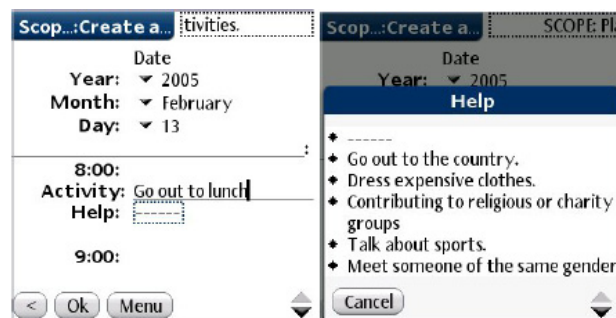 Scop...:Create a... tivities.
Date
Year: 2005
Month: February
Day: 13
:
8:00:
Activity: Go out to lunch
Help: ------
9:00:
< Ok Menu
Scop...:Create a... SCOPE: Pla
Date
Year: 2005
Help
------
Go out to the country.
Dress expensive clothes.
Contributing to religious or charity
groups
Talk about sports.
Meet someone of the same gender
Cancel